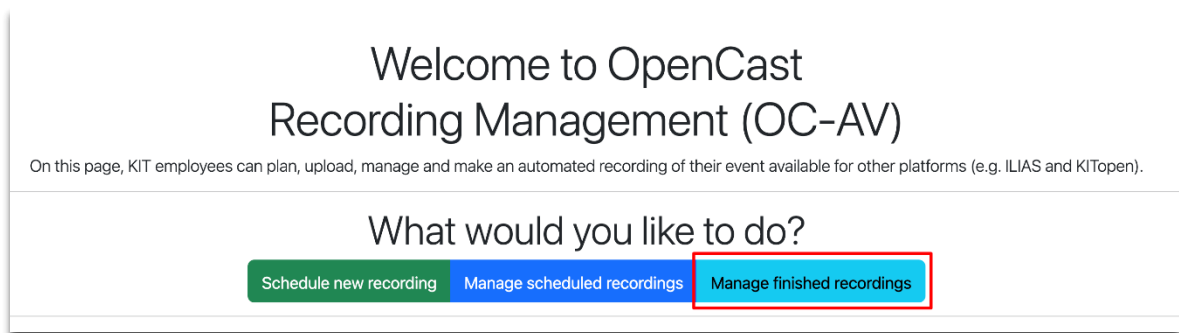 Welcome to OpenCast
Recording Management (OC-AV)
On this page, KIT employees can plan, upload, manage and make an automated recording of their event available for other platforms (e.g. ILIAS and KITopen).
What would you like to do?
Schedule new recording Manage scheduled recordings Manage finished recordings